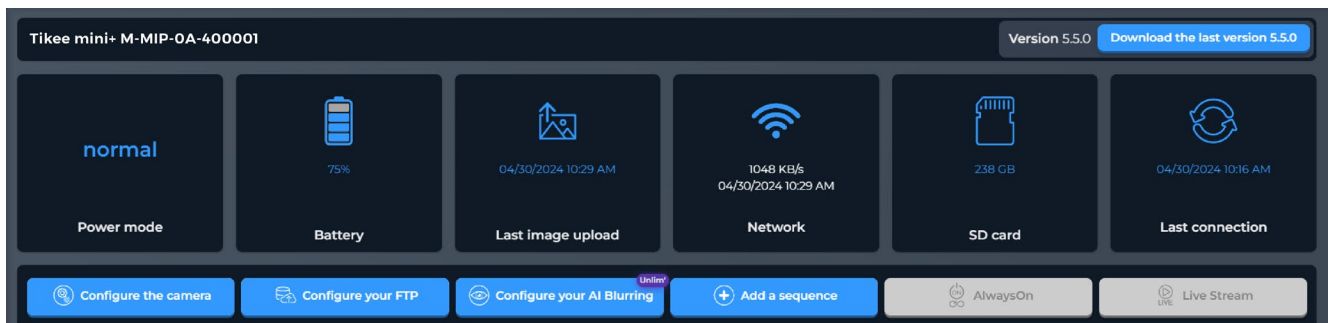 Tikee mini+ M-MIP-0A-400001
Version 5.5.0
Download the last version 5.5.0
normal
Power mode
75%
Battery
04/30/2024 10:29 AM
Last image upload
1048 KB/s
04/30/2024 10:29 AM
Network
238 GB
SD card
04/30/2024 10:16 AM
Last connection
Configure the camera
Configure your FTP
Configure your AI Blurring
Unlim'
Add a sequence
ON
AlwaysOn
LIVE
Live Stream